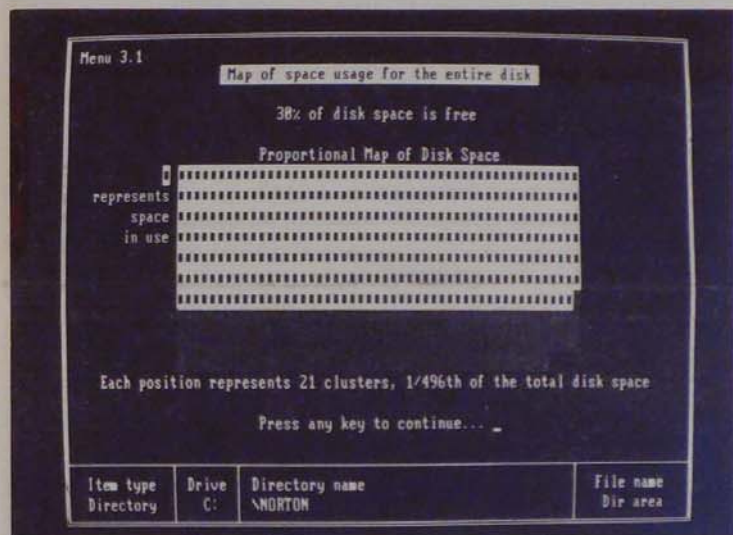 Menu 3.1
Map of space usage for the entire disk
30% of disk space is free
Proportional Map of Disk Space
represents
space
in use
Each position represents 21 clusters, 1/496th of the total disk space
Press any key to continue... _
Item type Drive Directory name File name
Directory C: \NORTON Dir area